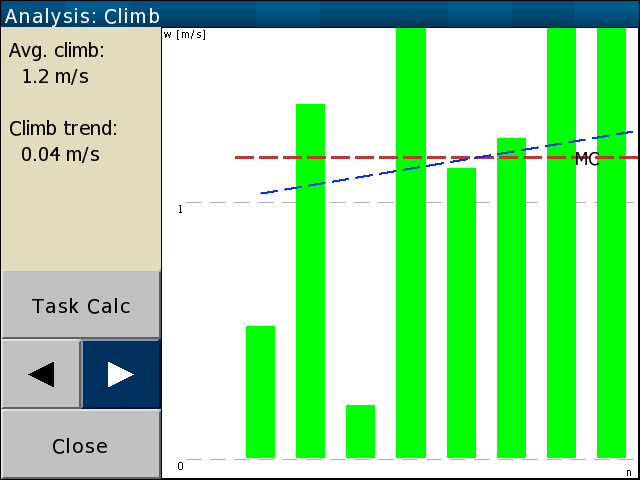 Analysis: Climb
Avg. climb:
1.2 m/s
Climb trend:
0.04 m/s
Task Calc
Close
w [m/s]
MC
1
0
n